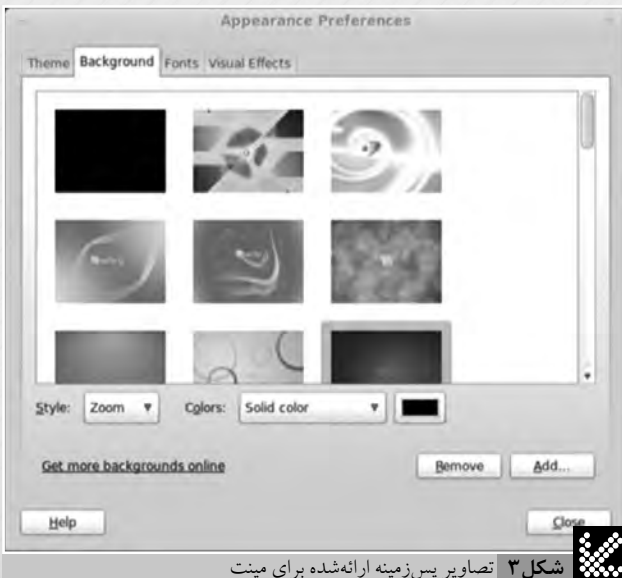 Appearance Preferences
Theme Background Fonts Visual Effects
Style: Zoom Colors: Solid color
Get more backgrounds online Remove Add...
Help Close
شکل۳ تصاویر پس‌زمینه ارائه‌شده برای مینت